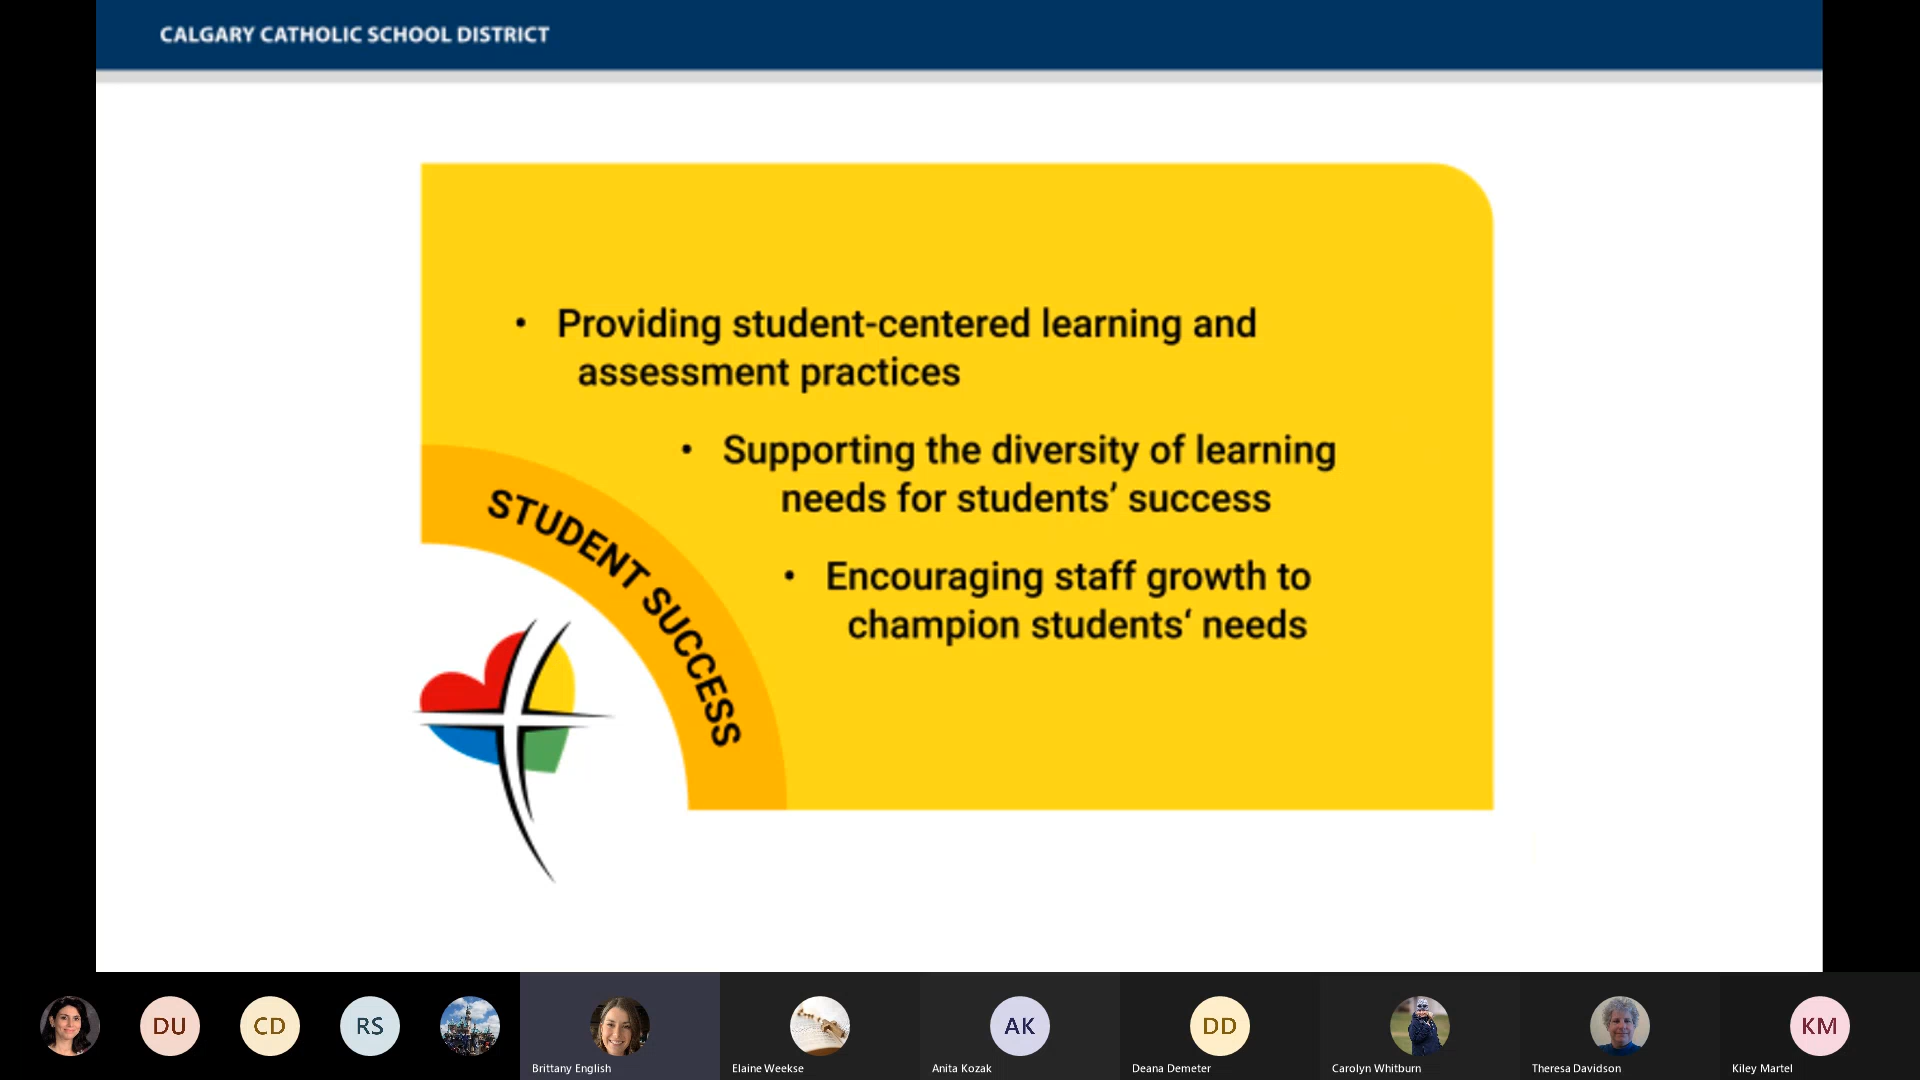 CALGARY CATHOLIC SCHOOL DISTRICT
• Providing student-centered learning and
assessment practices
• Supporting the diversity of learning
needs for students’ success
• Encouraging staff growth to
champion students‘ needs
STUDENT SUCCESS
DU
CD
RS
AK
DD
KM
Brittany English
Elaine Weekse
Anita Kozak
Deana Demeter
Carolyn Whitburn
Theresa Davidson
Kiley Martel